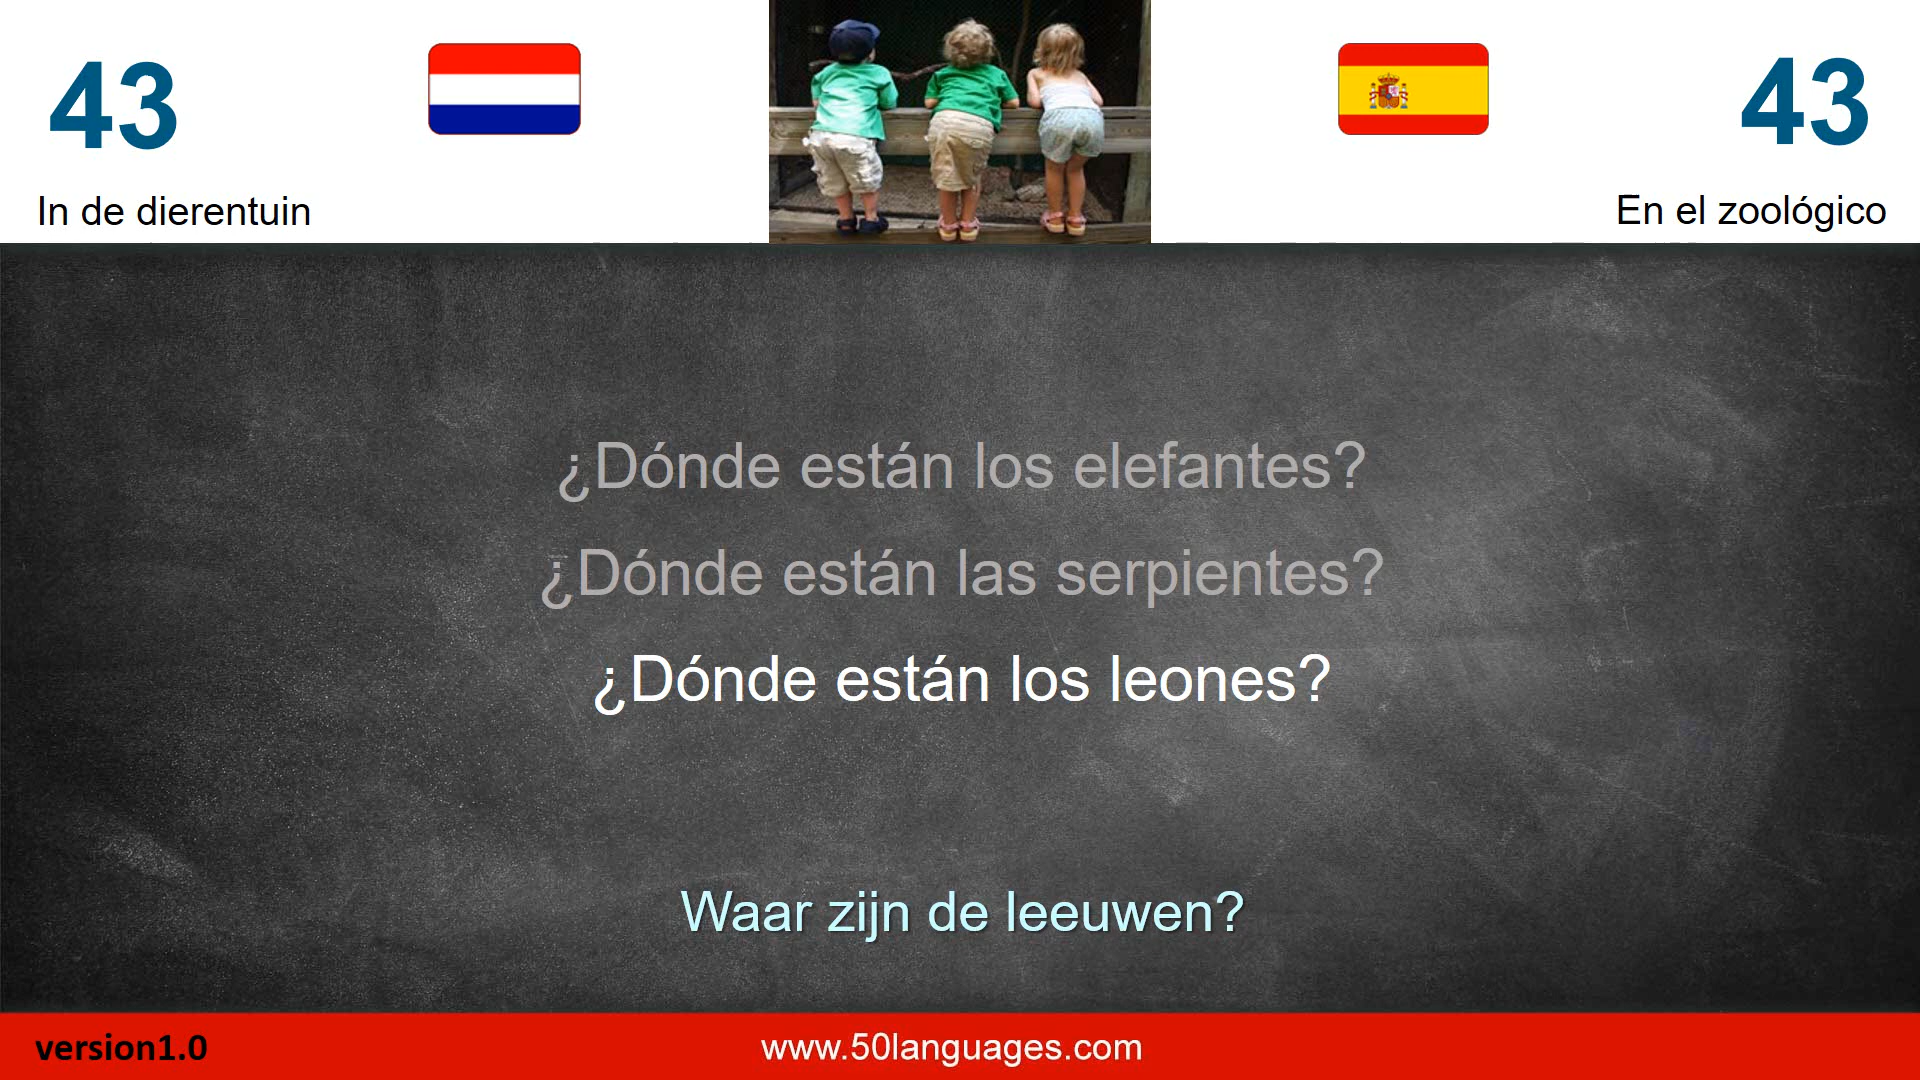 43
43
In de dierentuin
En el zoológico
¿Dónde están los elefantes?
¿Dónde están las serpientes?
¿Dónde están los leones?
Waar zijn de leeuwen?
version1.0
www.50languages.com